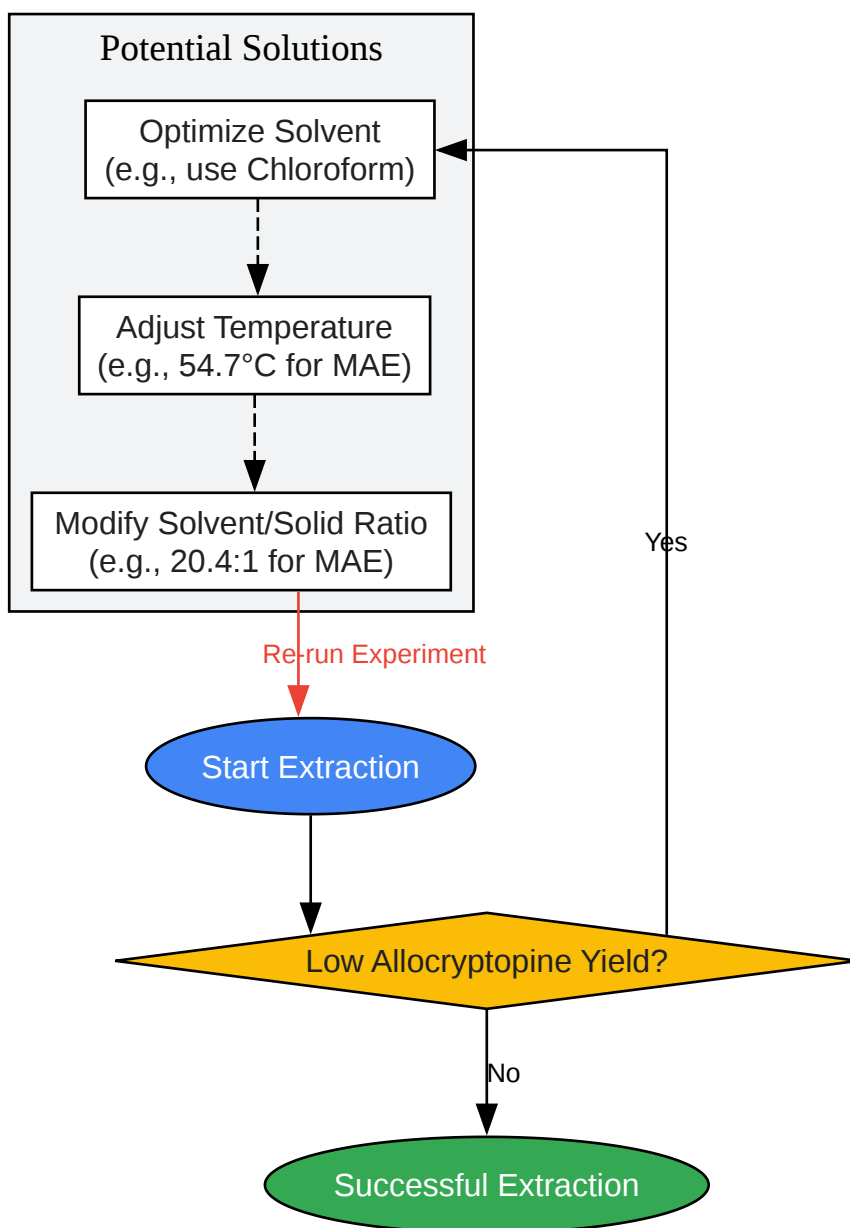 Potential Solutions
Optimize Solvent
(e.g., use Chloroform)
Adjust Temperature
(e.g., 54.7°C for MAE)
Modify Solvent/Solid Ratio
(e.g., 20.4:1 for MAE)
Yes
Re-run Experiment
Start Extraction
Low Allocryptopine Yield?
No
Successful Extraction